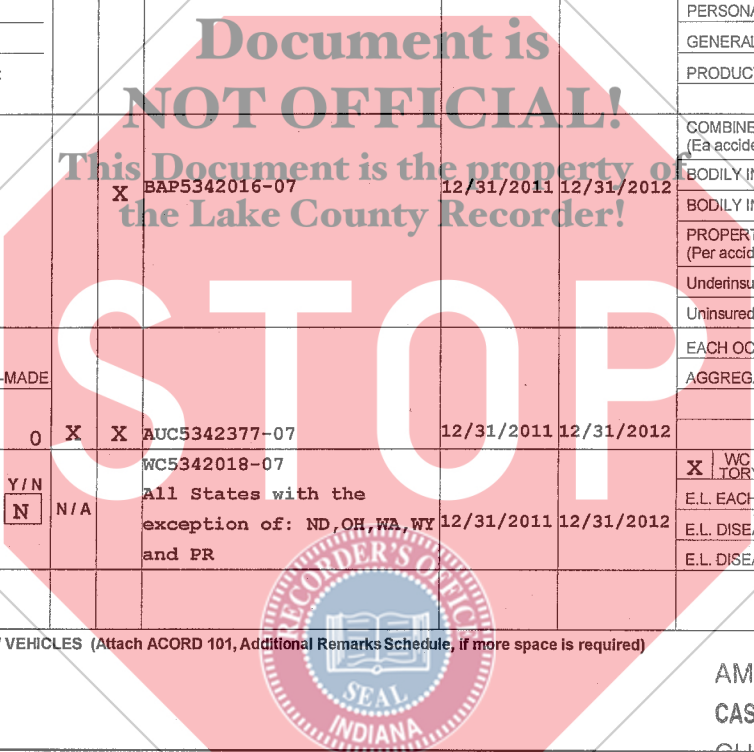 PERSONA
GENERAL
PRODUCT
Document is
NOT OFFICIAL!
This Document is the property of
the Lake County Recorder!
COMBINE
(Ea accide
BODILY IN
X BAP5342016-07 12/31/2011 12/31/2012
BODILY IN
PROPERT
(Per accid
Underinsu
Uninsured
STOP
EACH OC
-MADE
AGGREG
0 X X AUC5342377-07 12/31/2011 12/31/2012
WC5342018-07
X WC
TORY
Y/N
N N/A
All States with the
exception of: ND,OH,WA,WY 12/31/2011 12/31/2012
and PR
E.L. EACH
E.L. DISEA
E.L. DISEA
VEHICLES (Attach ACORD 101, Additional Remarks Schedule, if more space is required)
RECORDER'S OFFICE
SEAL
INDIANA
AM
CAS